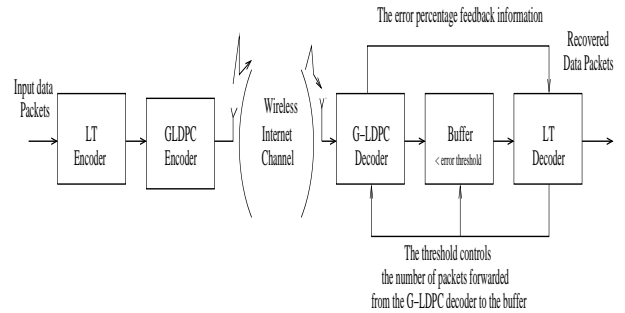 The error percentage feedback information
Recovered
Data Packets
Input data
Packets
LT
Encoder
GLDPC
Encoder
Wireless
Internet
Channel
G–LDPC
Decoder
Buffer
< error threshold
LT
Decoder
The threshold controls
the number of packets forwarded
from the G–LDPC decoder to the buffer